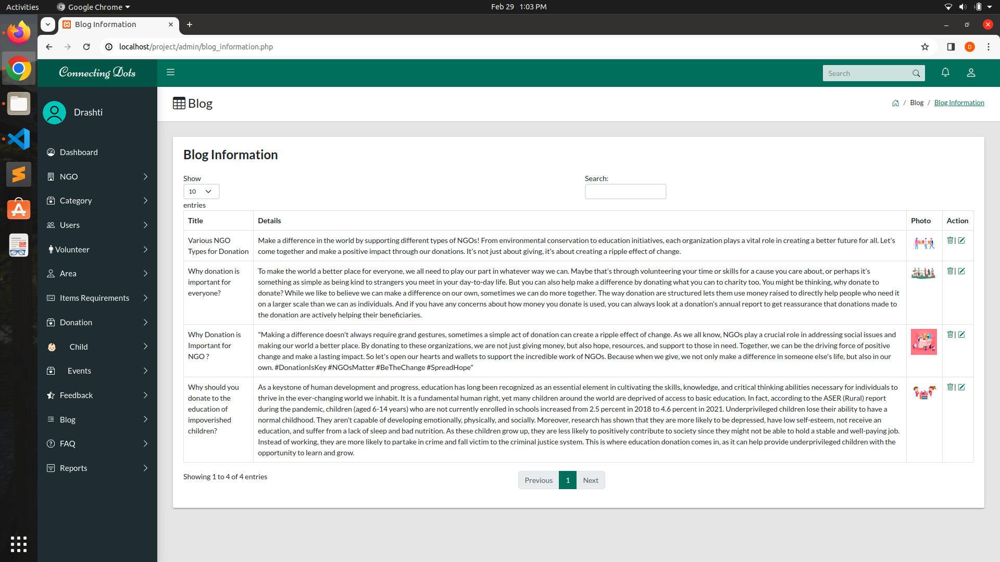 Activities
Google Chrome
Feb 29 1:03 PM
Blog Information
localhost/project/admin/blog_information.php
D
Connecting Dots
Search
Drashti
Dashboard
NGO
Category
Users
Volunteer
Area
Items Requirements
Donation
Child
Events
Feedback
Blog
FAQ
Reports
Blog
/ Blog / Blog Information
Blog Information
Show
10
entries
Search:
Title Details Photo Action
Various NGO
Types for Donation
Make a difference in the world by supporting different types of NGOs! From environmental conservation to education initiatives, each organization plays a vital role in creating a better future for all. Let's
come together and make a positive impact through our donations. It's not just about giving, it's about creating a ripple effect of change.
|
Why donation is
important for
everyone?
To make the world a better place for everyone, we all need to play our part in whatever way we can. Maybe that’s through volunteering your time or skills for a cause you care about, or perhaps it’s
something as simple as being kind to strangers you meet in your day-to-day life. But you can also help make a difference by donating what you can to charity too. You might be thinking, why donate to
donate? While we like to believe we can make a difference on our own, sometimes we can do more together. The way donation are structured lets them use money raised to directly help people who need it
on a larger scale than we can as individuals. And if you have any concerns about how money you donate is used, you can always look at a donation’s annual report to get reassurance that donations made to
the donation are actively helping their beneficiaries.
|
Why Donation is
Important for
NGO ?
"Making a difference doesn't always require grand gestures, sometimes a simple act of donation can create a ripple effect of change. As we all know, NGOs play a crucial role in addressing social issues and
making our world a better place. By donating to these organizations, we are not just giving money, but also hope, resources, and support to those in need. Together, we can be the driving force of positive
change and make a lasting impact. So let's open our hearts and wallets to support the incredible work of NGOs. Because when we give, we not only make a difference in someone else's life, but also in our
own. #DonationIsKey #NGOsMatter #BeTheChange #SpreadHope"
|
Why should you
donate to the
education of
impoverished
children?
As a keystone of human development and progress, education has long been recognized as an essential element in cultivating the skills, knowledge, and critical thinking abilities necessary for individuals to
thrive in the ever-changing world we inhabit. It is a fundamental human right, yet many children around the world are deprived of access to basic education. In fact, according to the ASER (Rural) report
during the pandemic, children (aged 6-14 years) who are not currently enrolled in schools increased from 2.5 percent in 2018 to 4.6 percent in 2021. Underprivileged children lose their ability to have a
normal childhood. They aren’t capable of developing emotionally, physically, and socially. Moreover, research has shown that they are more likely to be depressed, have low self-esteem, not receive an
education, and suffer from a lack of sleep and bad nutrition. As these children grow up, they are less likely to positively contribute to society since they might not be able to hold a stable and well-paying job.
Instead of working, they are more likely to partake in crime and fall victim to the criminal justice system. This is where education donation comes in, as it can help provide underprivileged children with the
opportunity to learn and grow.
|
Showing 1 to 4 of 4 entries
Previous 1 Next